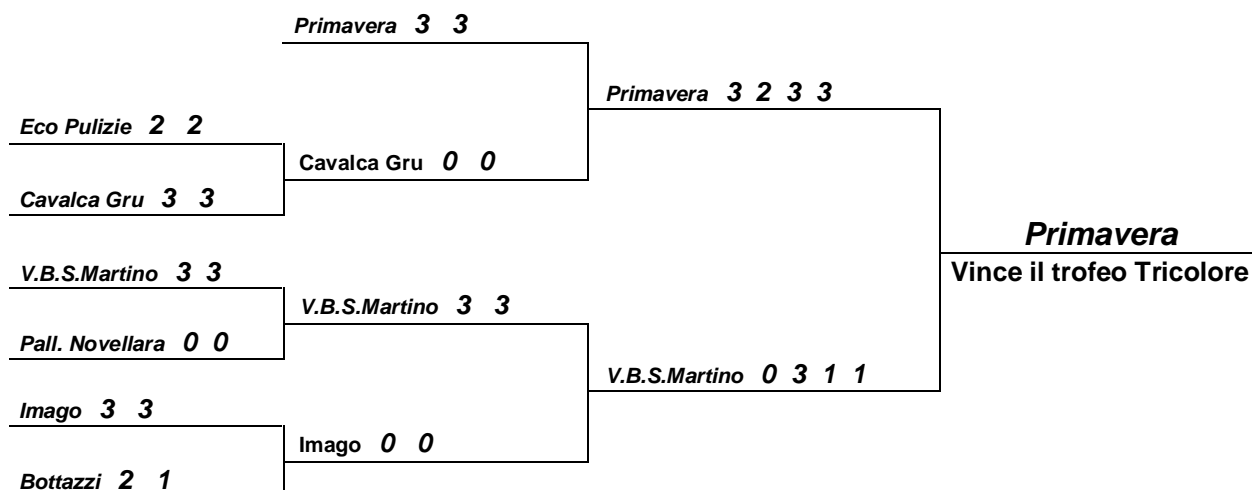 Primavera 3 3
Primavera 3 2 3 3
Eco Pulizie 2 2
Cavalca Gru 0 0
Cavalca Gru 3 3
Primavera
Vince il trofeo Tricolore
V.B.S.Martino 3 3
V.B.S.Martino 3 3
Pall. Novellara 0 0
V.B.S.Martino 0 3 1 1
Imago 3 3
Imago 0 0
Bottazzi 2 1